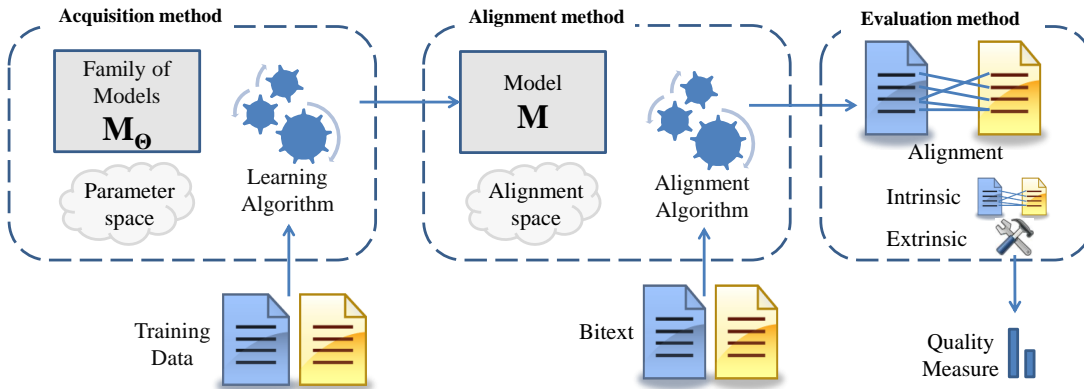 Acquisition method
Family of
Models
M_Θ
Parameter
space
Learning
Algorithm
Training
Data
Alignment method
Model
M
Alignment
space
Alignment
Algorithm
Bitext
Evaluation method
Alignment
Intrinsic
Extrinsic
Quality
Measure